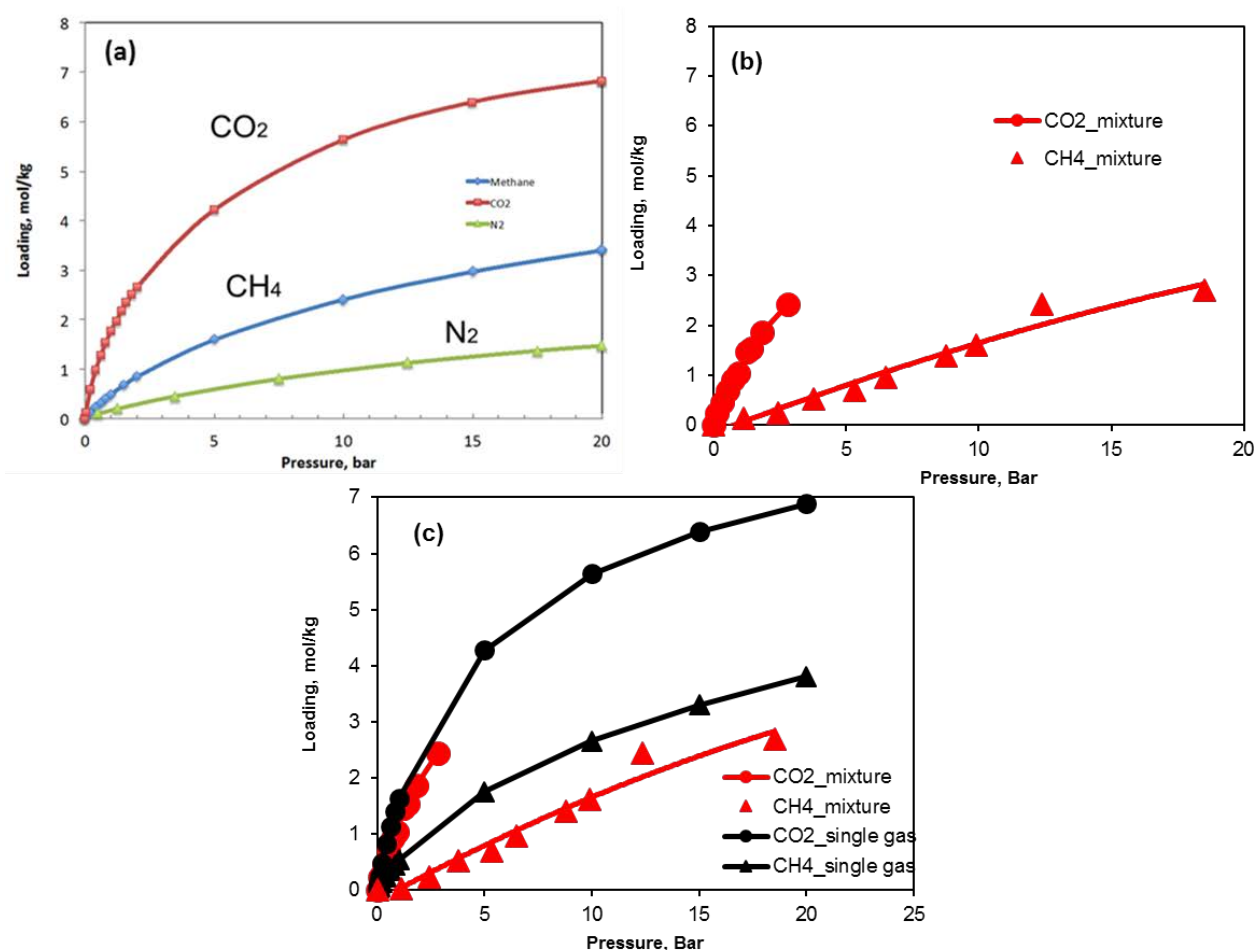 (a)
8
7
6
5
4
3
2
1
0
Loading, mol/kg
CO2
CH4
N2
Methane
CO2
N2
0 5 10 15 20
Pressure, bar
(b)
8
7
6
5
4
3
2
1
0
Loading, mol/kg
CO2_mixture
CH4_mixture
0 5 10 15 20
Pressure, Bar
(c)
7
6
5
4
3
2
1
0
Loading, mol/kg
CO2_mixture
CH4_mixture
CO2_single gas
CH4_single gas
0 5 10 15 20 25
Pressure, Bar